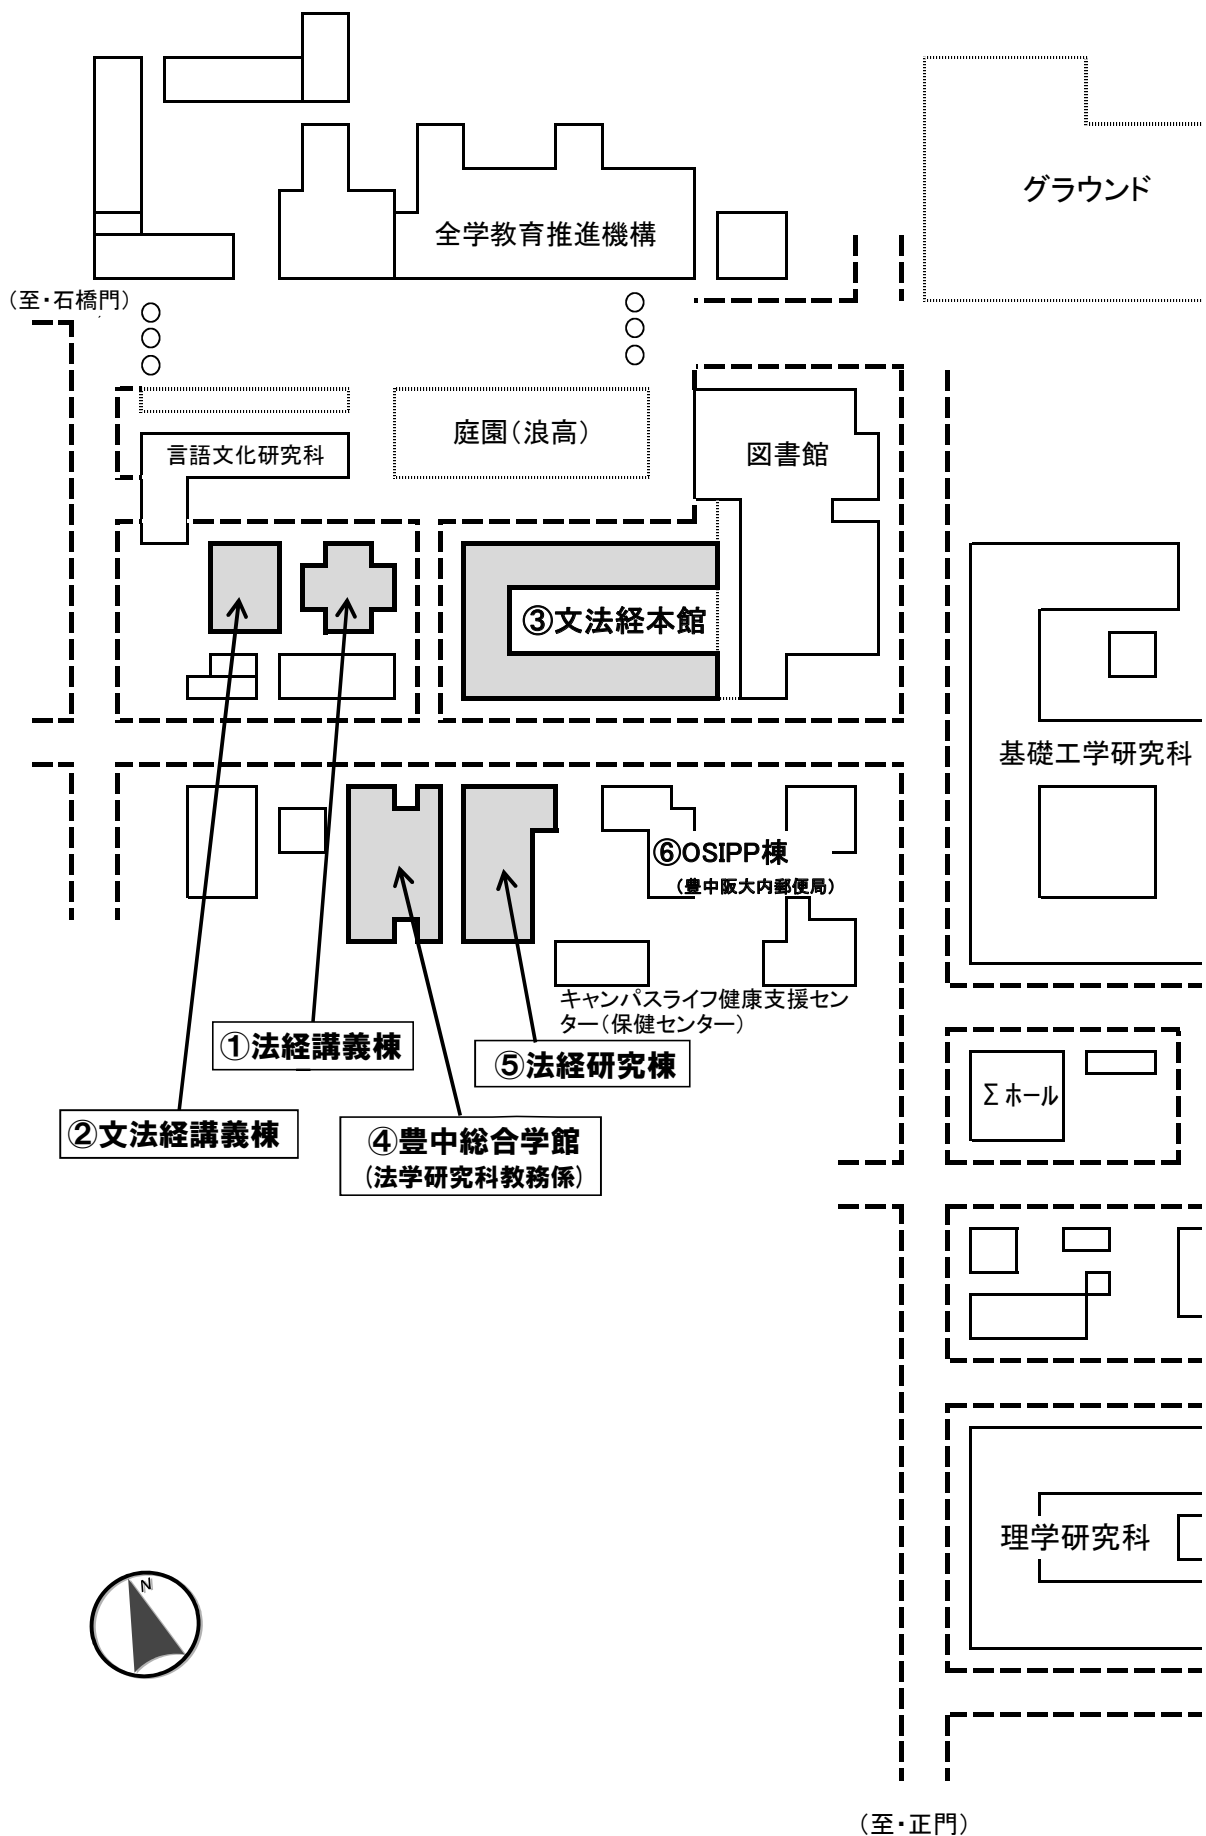 グラウンド
全学教育推進機構
（至・石橋門）
庭園（浪高）
図書館
言語文化研究科
③文法経本館
基礎工学研究科
⑥OSIPP棟
（豊中阪大内郵便局）
キャンパスライフ健康支援セン
ター（保健センター）
①法経講義棟
⑤法経研究棟
Σホール
②文法経講義棟
④豊中総合学館
（法学研究科教務係）
理学研究科
N
（至・正門）